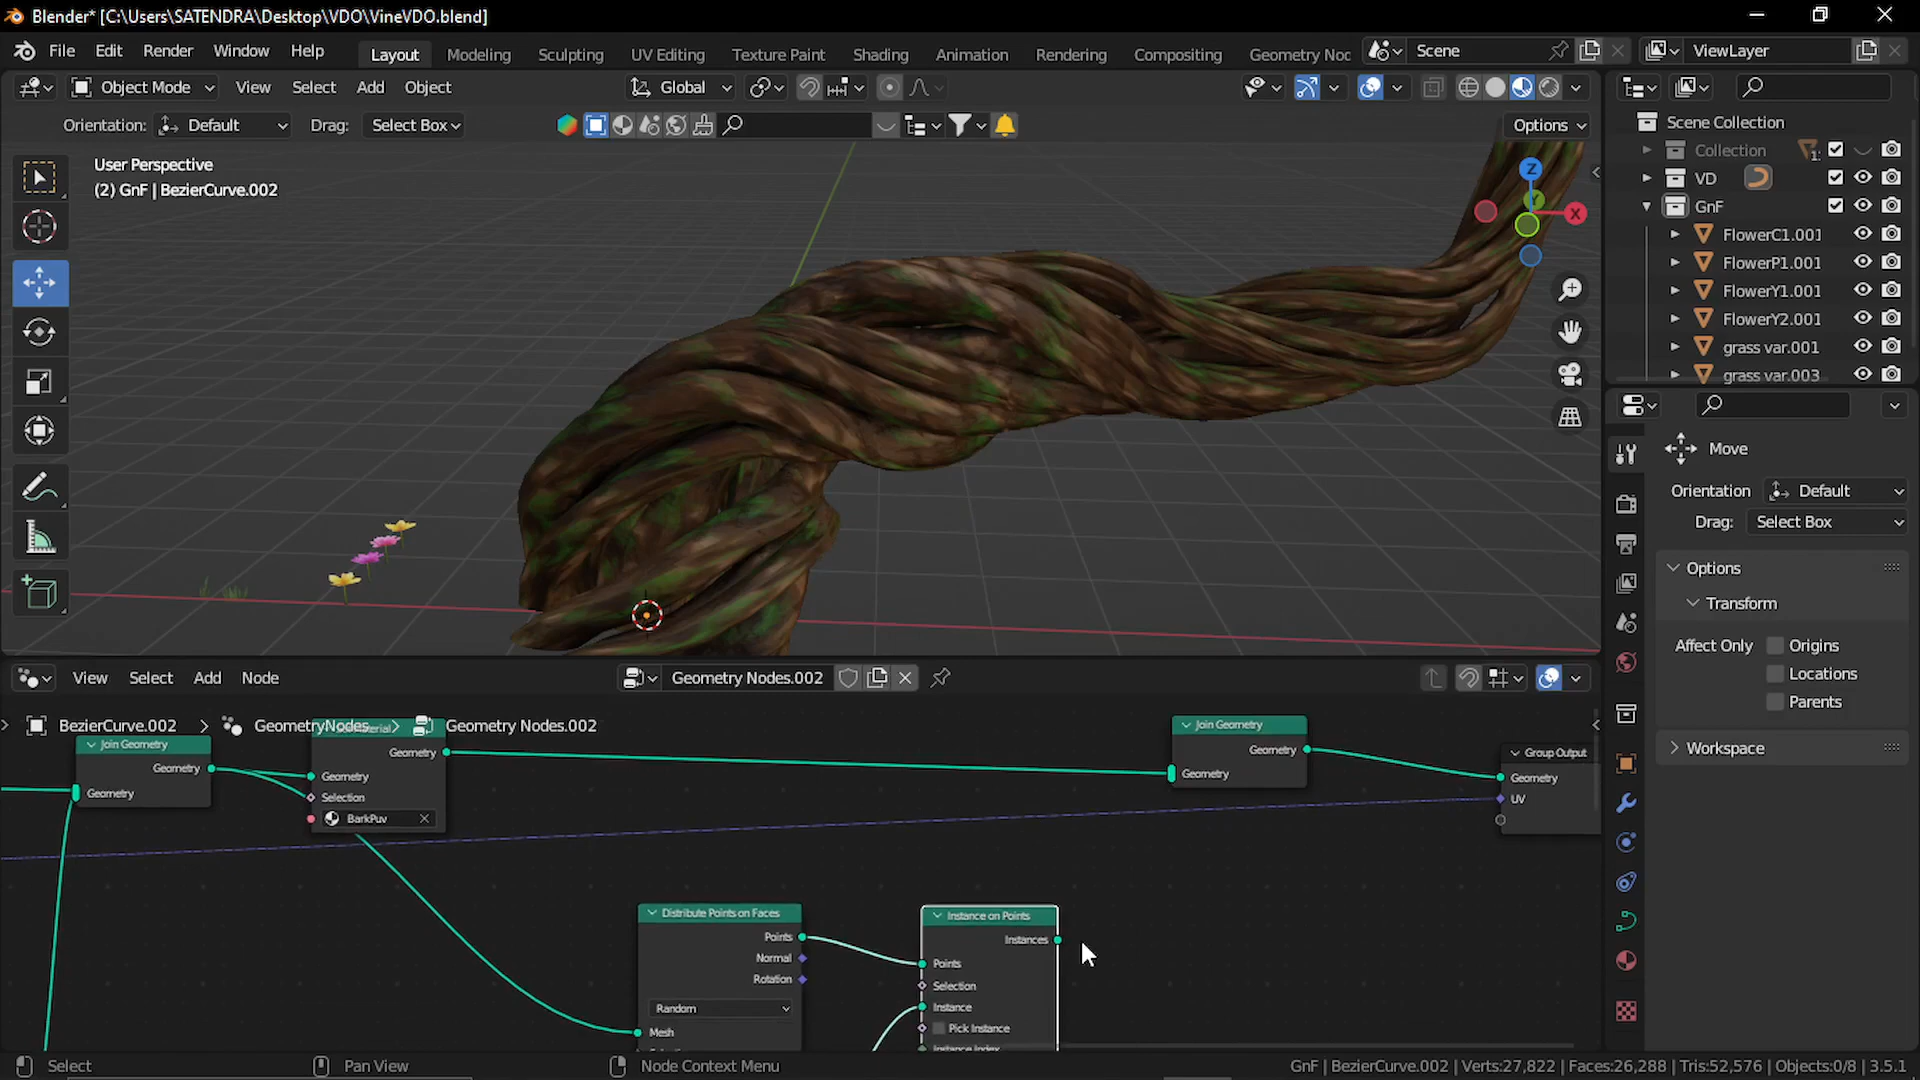 Blender* [C:\Users\SATENDRA\Desktop\VDO\VineVDO.blend]
File Edit Render Window Help
Layout Modeling Sculpting UV Editing Texture Paint Shading Animation Rendering Compositing Geometry Noc
Scene ViewLayer
Object Mode View Select Add Object Global
Orientation: Default Drag: Select Box Options
User Perspective
(2) GnF | BezierCurve.002
Z
Y
X
Scene Collection
Collection
VD
GnF
FlowerC1.001
FlowerP1.001
FlowerY1.001
FlowerY2.001
grass var.001
grass var.003
Move
Orientation Default
Drag: Select Box
Options
Transform
Affect Only Origins
Locations
Parents
Workspace
View Select Add Node Geometry Nodes.002
BezierCurve.002 > GeometryNodes > Geometry Nodes.002
Join Geometry
Geometry
Geometry
Material
Geometry
Geometry
Selection
BarkPuv
Join Geometry
Geometry
Geometry
Group Output
Geometry
UV
Distribute Points on Faces
Points
Normal
Rotation
Random
Mesh
Instance on Points
Instances
Points
Selection
Instance
Pick Instance
Instance Index
Select Pan View Node Context Menu
GnF | BezierCurve.002 | Verts:27,822 | Faces:26,288 | Tris:52,576 | Objects:0/8 | 3.5.1